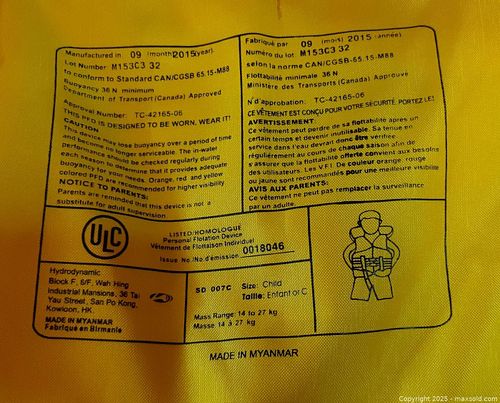 Manufactured in 09 (month) 2015 (year).
Lot Number: M153C3 32
to conform to Standard CAN/CGSB 65.15-M88
Buoyancy 36 N minimum
Department of Transport (Canada) Approved
Approval Number: TC-42165-06
THIS PFD IS DESIGNED TO BE WORN, WEAR IT!
CAUTION
This device may lose buoyancy over a period of time
and become no longer serviceable. The in-water
performance should be checked regularly during
each season to determine that it provides adequate
buoyancy for your needs. Orange, red and yellow
colored PFD are recommended for higher visibility
NOTICE TO PARENTS:
Parents are reminded that this device is not a
substitute for adult supervision
Fabriqué par 09 (mois) 2015 (année).
Numéro du lot M153C3 32
selon la norme CAN/CGSB-65.15-M88
Flottabilité minimale 36 N
Ministère des Transports (Canada) Approuvé
N d'approbation: TC-42165-06
CE VÊTEMENT EST CONÇU POUR VOTRE SÉCURITÉ, PORTEZ LE!
AVERTISSEMENT:
Ce vêtement peut perdre de sa flottabilité après un
certain temps et devenir inutilisable. Sa tenue en
service dans l'eau devrait donc être vérifiée
régulièrement au cours de chaque saison afin de
s'assurer que la flottabilité offerte convient aux besoins
des utilisateurs. Les V.F.I. De couleur orange, rouge
ou jaune sont recommandés pour une meilleure visibilité
AVIS AUX PARENTS:
Ce vêtement ne peut pas remplacer la surveillance
par un adulte.
ULC
LISTED/HOMOLOGUÉ
Personal Flotation Device
Vêtement de Flottaison Individuel
Issue No./No. d'émission 0018046
Hydrodynamic
Block F, 6/F, Wah Hing
Industrial Mansions, 36 Tai
Yau Street, San Po Kong,
Kowloon, HK.
MADE IN MYANMAR
Fabriqué en Birmanie
SD 007C Size: Child
Taille: Enfant or C
Mass Range: 14 to 27 kg
Masse: 14 à 27 kg
MADE IN MYANMAR
Copyright 2025 - maxsold.com